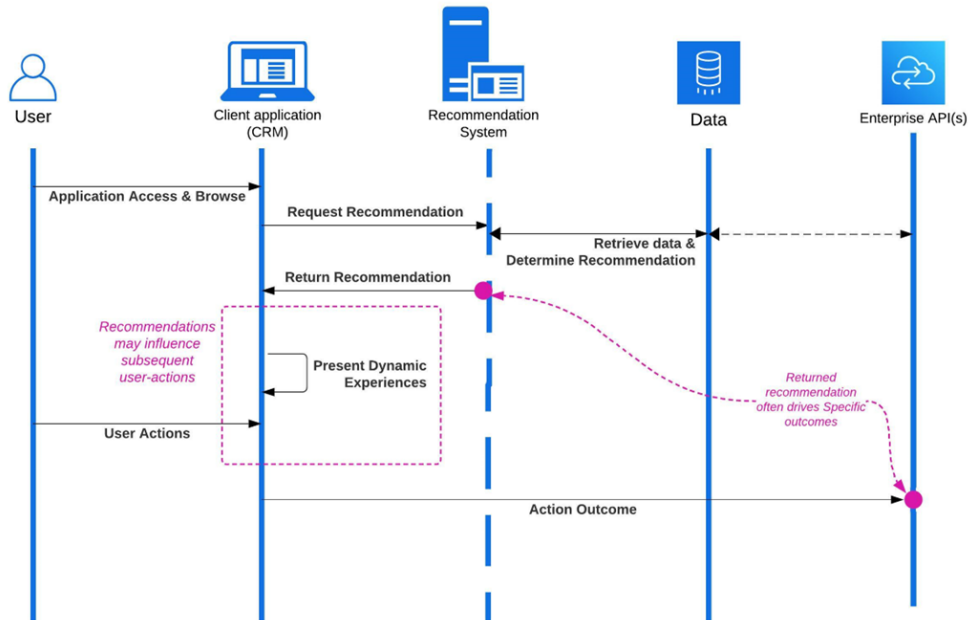 User
Client application
(CRM)
Recommendation
System
Data
Enterprise API(s)
Application Access & Browse
Request Recommendation
Retrieve data &
Determine Recommendation
Return Recommendation
Recommendations
may influence
subsequent
user-actions
Present Dynamic
Experiences
Returned
recommendation
often drives Specific
outcomes
User Actions
Action Outcome